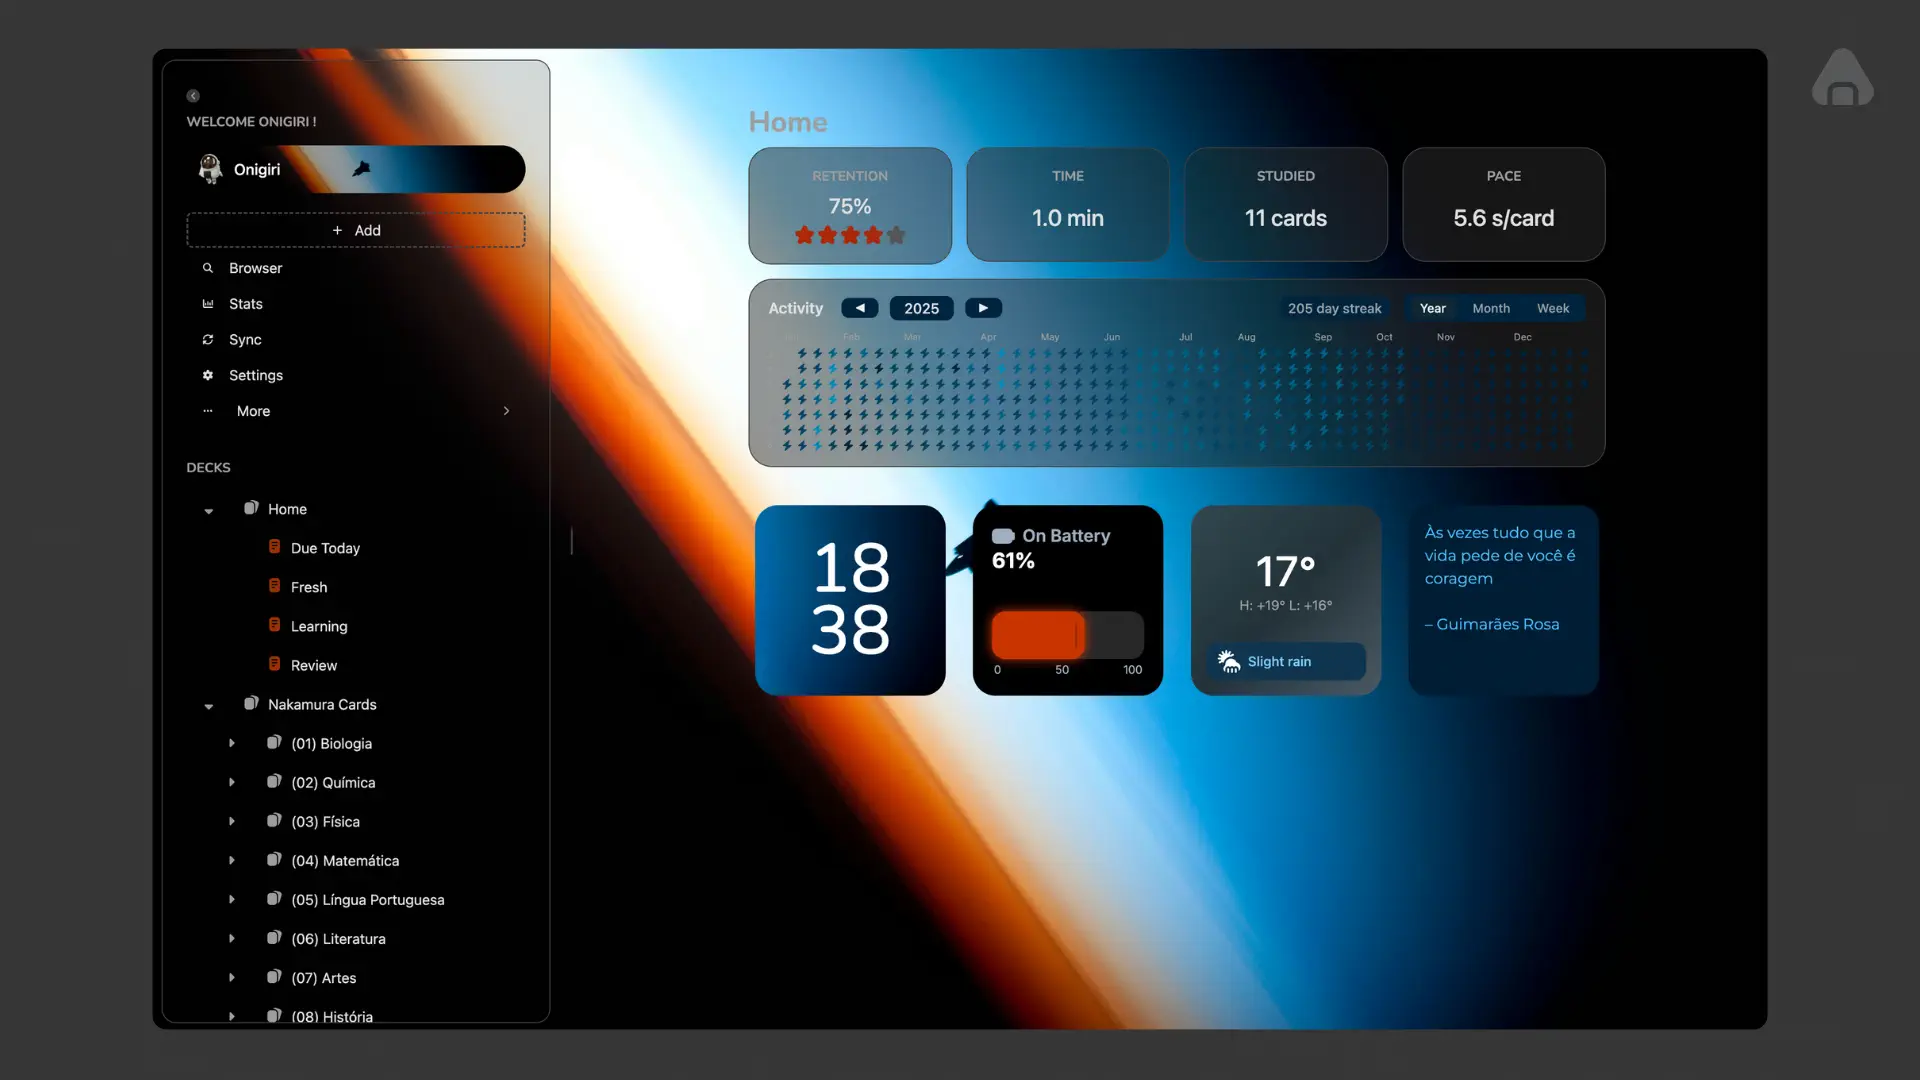 WELCOME ONIGIRI !
Onigiri
+ Add
Browser
Stats
Sync
Settings
More
DECKS
Home
Due Today
Fresh
Learning
Review
Nakamura Cards
(01) Biologia
(02) Química
(03) Física
(04) Matemática
(05) Língua Portuguesa
(06) Literatura
(07) Artes
(08) História
Home
RETENTION
75%
TIME
1.0 min
STUDIED
11 cards
PACE
5.6 s/card
Activity
2025
205 day streak
Year Month Week
Feb Mar Apr May Jun Jul Aug Sep Oct Nov Dec
18
38
On Battery
61%
0 50 100
17°
H: +19° L: +16°
Slight rain
Às vezes tudo que a
vida pede de você é
coragem
– Guimarães Rosa